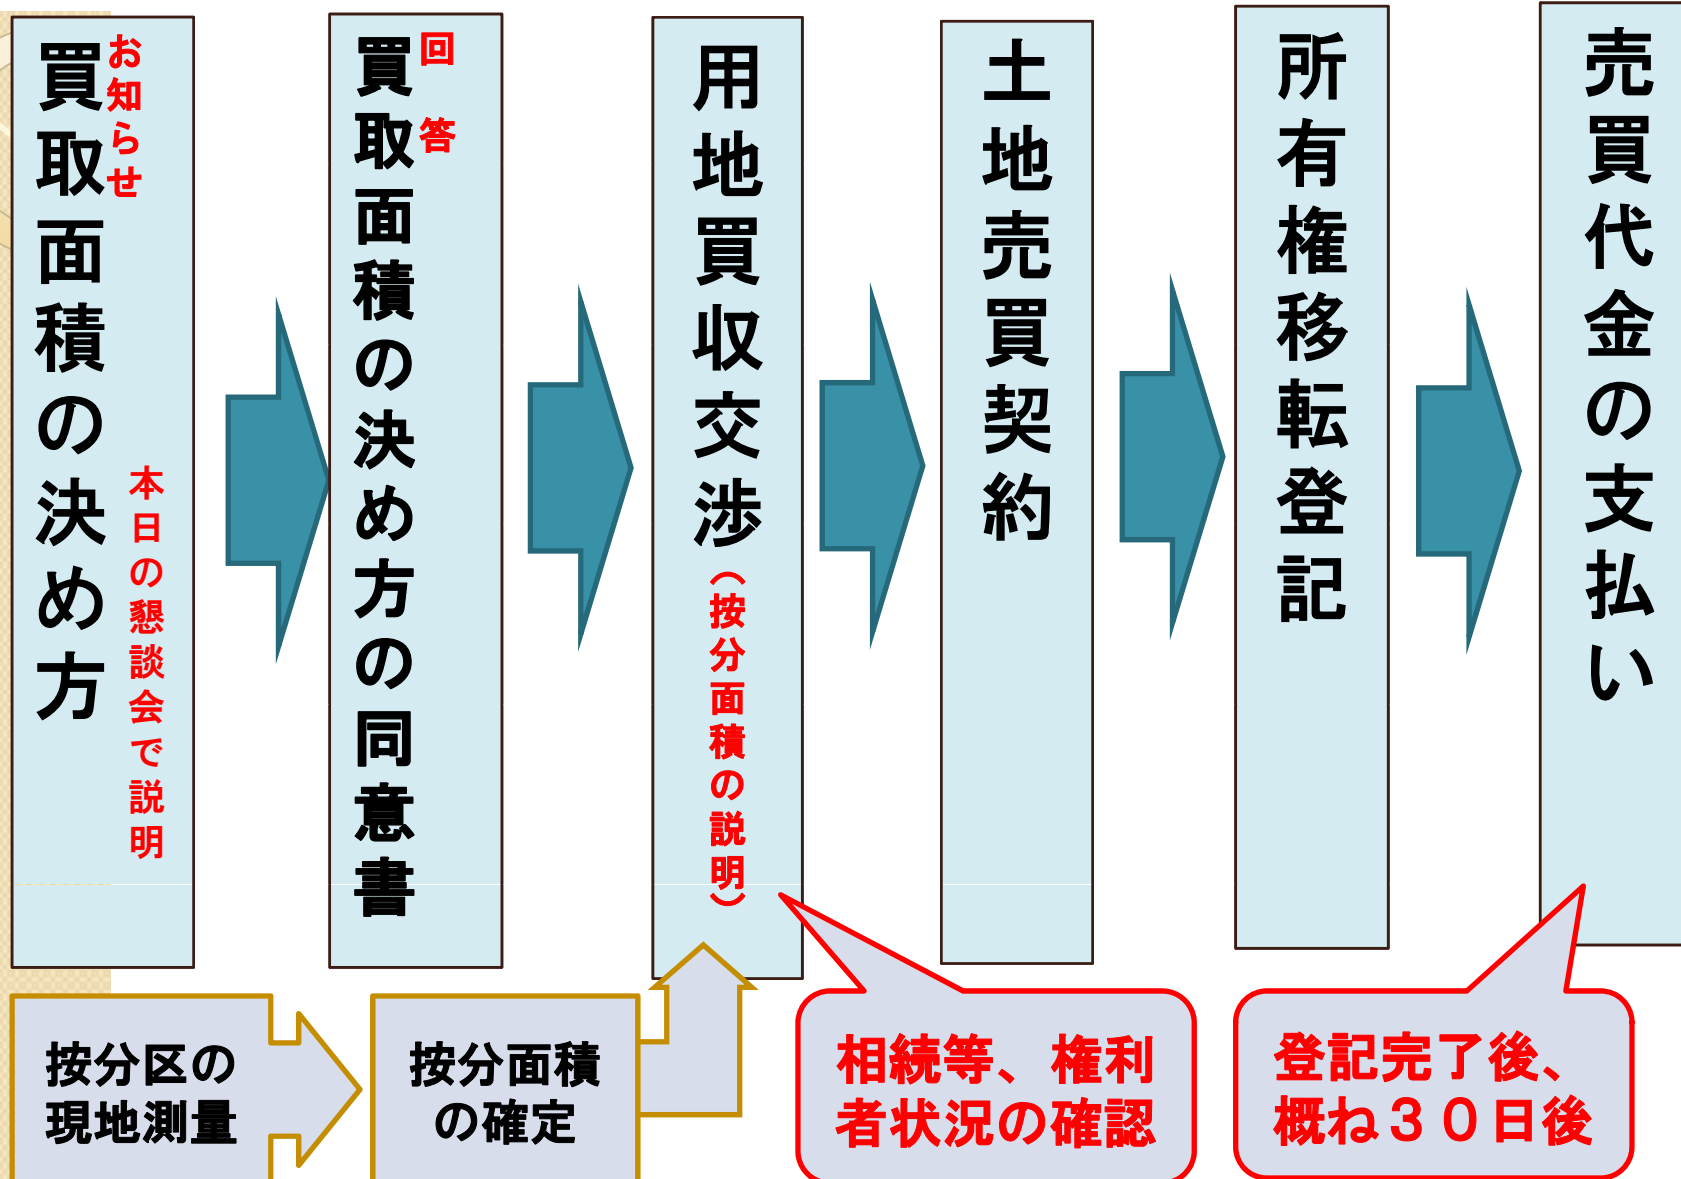 買取面積の決め方
お知らせ
本日の懇談会で説明
買取面積の決め方の同意書
回答
用地買収交渉
（按分面積の説明）
土地売買契約
所有権移転登記
売買代金の支払い
按分区の
現地測量
按分面積
の確定
相続等、権利
者状況の確認
登記完了後、
概ね３０日後